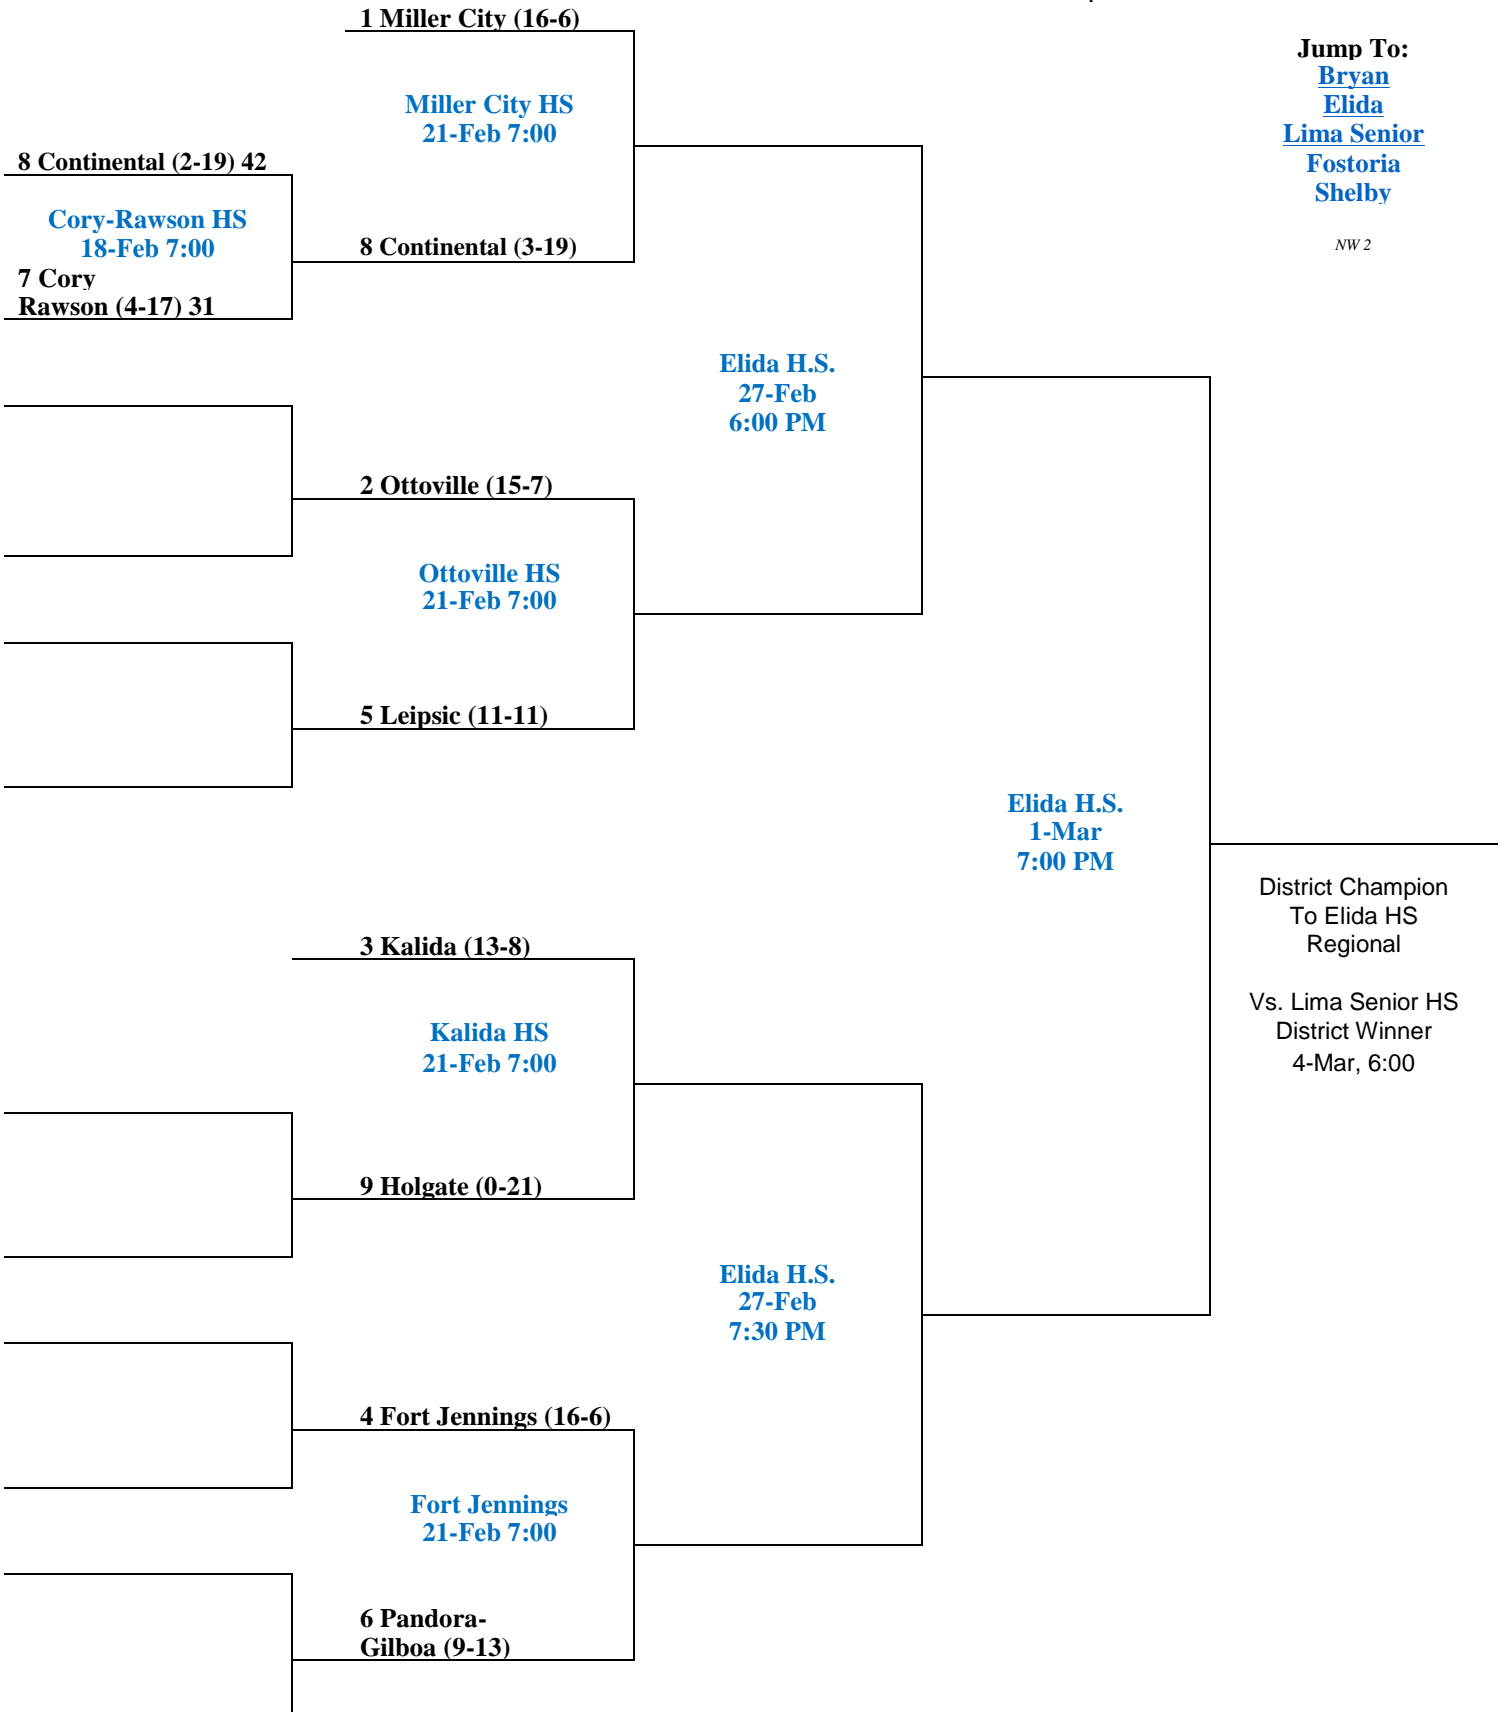 1 Miller City (16-6)
Jump To:
Bryan
Elida
Lima Senior
Fostoria
Shelby
NW 2
Miller City HS
21-Feb 7:00
8 Continental (2-19) 42
Cory-Rawson HS
18-Feb 7:00
7 Cory
Rawson (4-17) 31
8 Continental (3-19)
Elida H.S.
27-Feb
6:00 PM
2 Ottoville (15-7)
Ottoville HS
21-Feb 7:00
5 Leipsic (11-11)
Elida H.S.
1-Mar
7:00 PM
District Champion
To Elida HS
Regional
Vs. Lima Senior HS
District Winner
4-Mar, 6:00
3 Kalida (13-8)
Kalida HS
21-Feb 7:00
9 Holgate (0-21)
Elida H.S.
27-Feb
7:30 PM
4 Fort Jennings (16-6)
Fort Jennings
21-Feb 7:00
6 Pandora-
Gilboa (9-13)